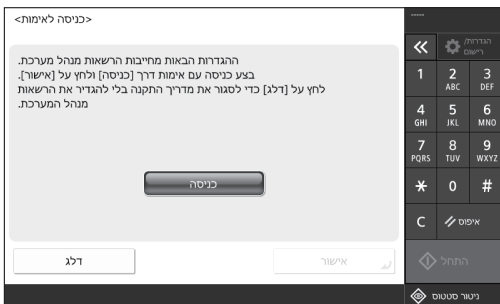 <כניסה לאימות>
ההגדרות הבאות מחייבות הרשאות מנהל מערכת.
בצע כניסה עם אימות דרך [כניסה] ולחץ על [אישור].
לחץ על [דלג] כדי לסגור את מדריך התקנה בלי להגדיר את הרשאות
מנהל המערכת.
כניסה
דלג
אישור
-----
הגדרות/
רישום
1
2
ABC
3
DEF
4
GHI
5
JKL
6
MNO
7
PQRS
8
TUV
9
WXYZ
*
0
#
C
איפוס
התחל
ניטור סטטוס